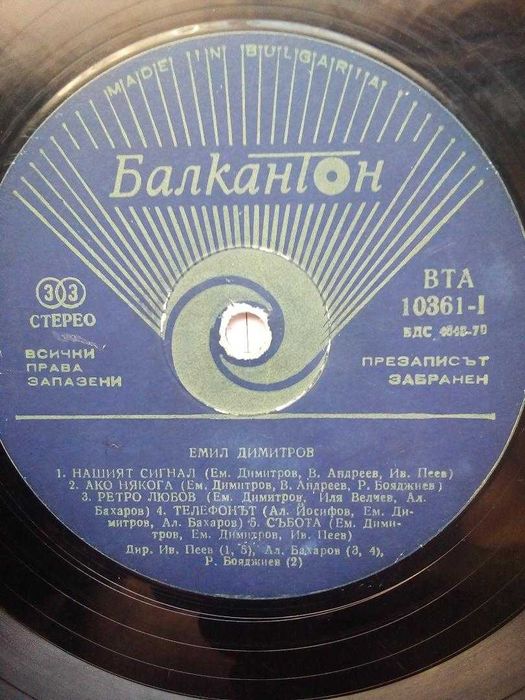 MADE IN BULGARIA
Балкантон
33
СТЕРЕО
ВСИЧКИ
ПРАВА
ЗАПАЗЕНИ
ВТА
10361-I
БДС
ПРЕЗАПИСЪТ
ЗАБРАНЕН
ЕМИЛ ДИМИТРОВ
1. НАШИЯТ СИГНАЛ (Ем. Димитров, В. Андреев, Ив. Пеев)
2. АКО НЯКОГА (Ем. Димитров, В. Андреев, Р. Бояджиев)
3. РЕТРО ЛЮБОВ (Ем. Димитров, Иля Велчев, Ал.
Бахаров) 4. ТЕЛЕФОНЪТ (Ал. Йосифов, Ем. Ди-
митров, Ал. Бахаров) 5. СЪБОТА (Ем. Дими-
тров, Ем. Димитров, Ив. Пеев)
Дир. Ив. Пеев (1, 5), Ал. Бахаров (3, 4),
Р. Бояджиев (2)